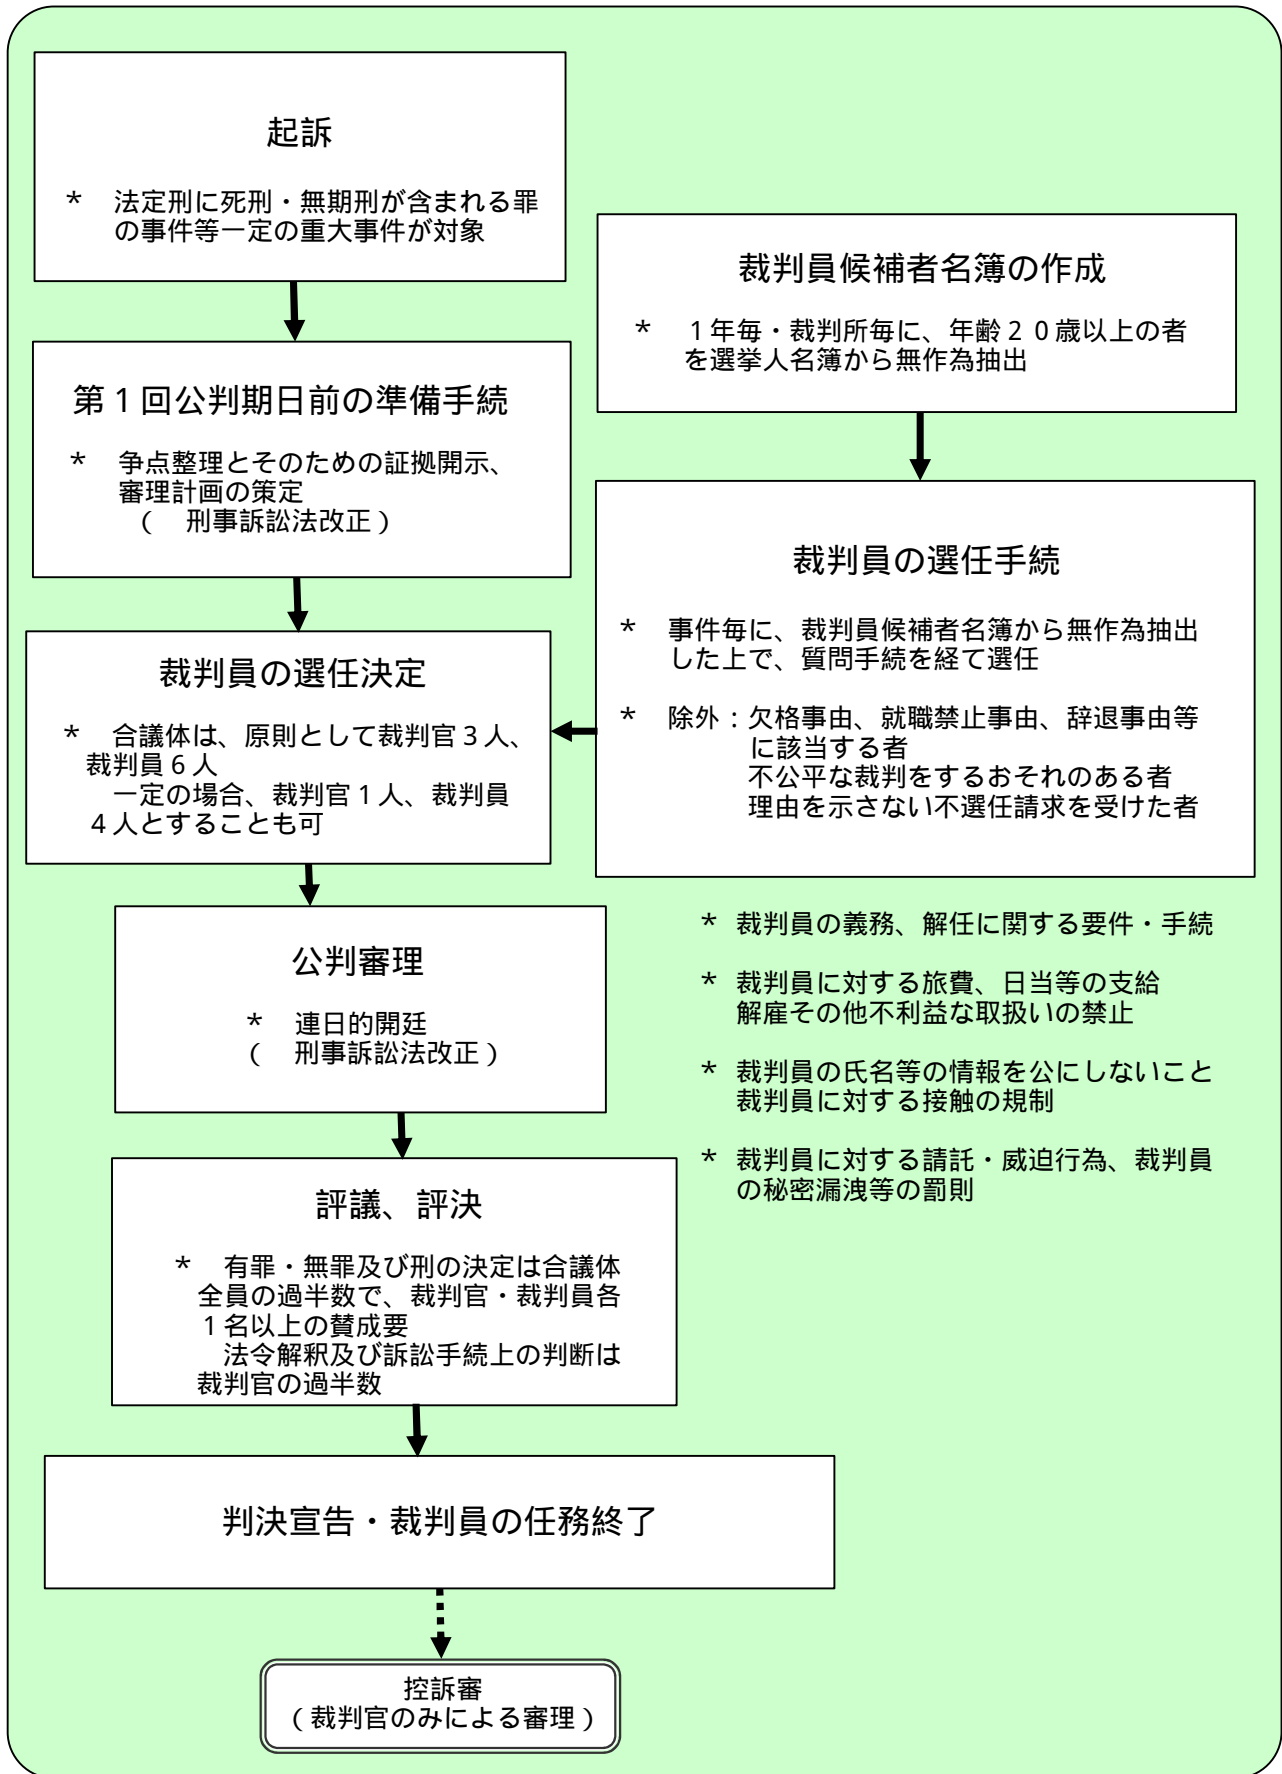 起訴
* 法定刑に死刑・無期刑が含まれる罪
の事件等一定の重大事件が対象
裁判員候補者名簿の作成
* 1年毎・裁判所毎に、年齢20歳以上の者
を選挙人名簿から無作為抽出
第1回公判期日前の準備手続
* 争点整理とそのための証拠開示、
審理計画の策定
( 刑事訴訟法改正)
裁判員の選任手続
* 事件毎に、裁判員候補者名簿から無作為抽出
した上で、質問手続を経て選任
* 除外:欠格事由、就職禁止事由、辞退事由等
に該当する者
不公平な裁判をするおそれのある者
理由を示さない不選任請求を受けた者
裁判員の選任決定
* 合議体は、原則として裁判官3人、
裁判員6人
一定の場合、裁判官1人、裁判員
4人とすることも可
公判審理
* 連日的開廷
( 刑事訴訟法改正)
* 裁判員の義務、解任に関する要件・手続
* 裁判員に対する旅費、日当等の支給
解雇その他不利益な取扱いの禁止
* 裁判員の氏名等の情報を公にしないこと
裁判員に対する接触の規制
* 裁判員に対する請託・威迫行為、裁判員
の秘密漏洩等の罰則
評議、評決
* 有罪・無罪及び刑の決定は合議体
全員の過半数で、裁判官・裁判員各
1名以上の賛成要
法令解釈及び訴訟手続上の判断は
裁判官の過半数
判決宣告・裁判員の任務終了
控訴審
(裁判官のみによる審理)